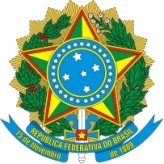 REPÚBLICA FEDERATIVA DO BRASIL
15 de Novembro
de 1889